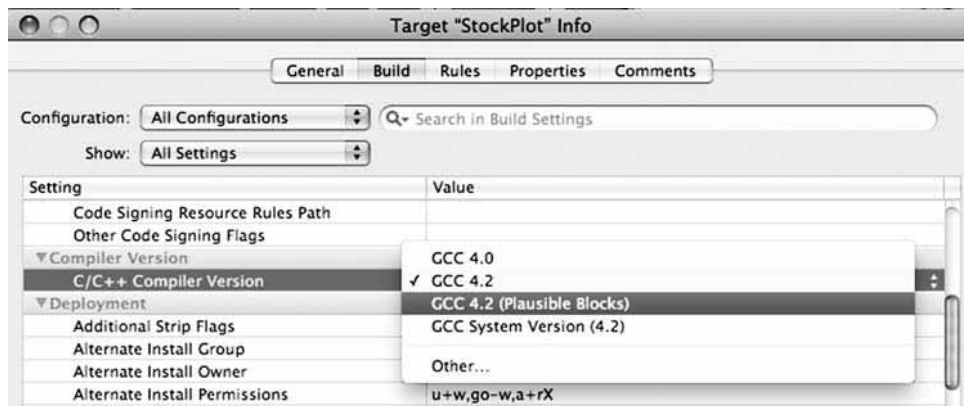 Target “StockPlot” Info
General Build Rules Properties Comments
Configuration: All Configurations Search in Build Settings
Show: All Settings
Setting Value
Code Signing Resource Rules Path
Other Code Signing Flags
Compiler Version GCC 4.0
C/C++ Compiler Version ✓ GCC 4.2
Deployment GCC 4.2 (Plausible Blocks)
Additional Strip Flags GCC System Version (4.2)
Alternate Install Group
Alternate Install Owner Other...
Alternate Install Permissions u+w,go-w,a+rX